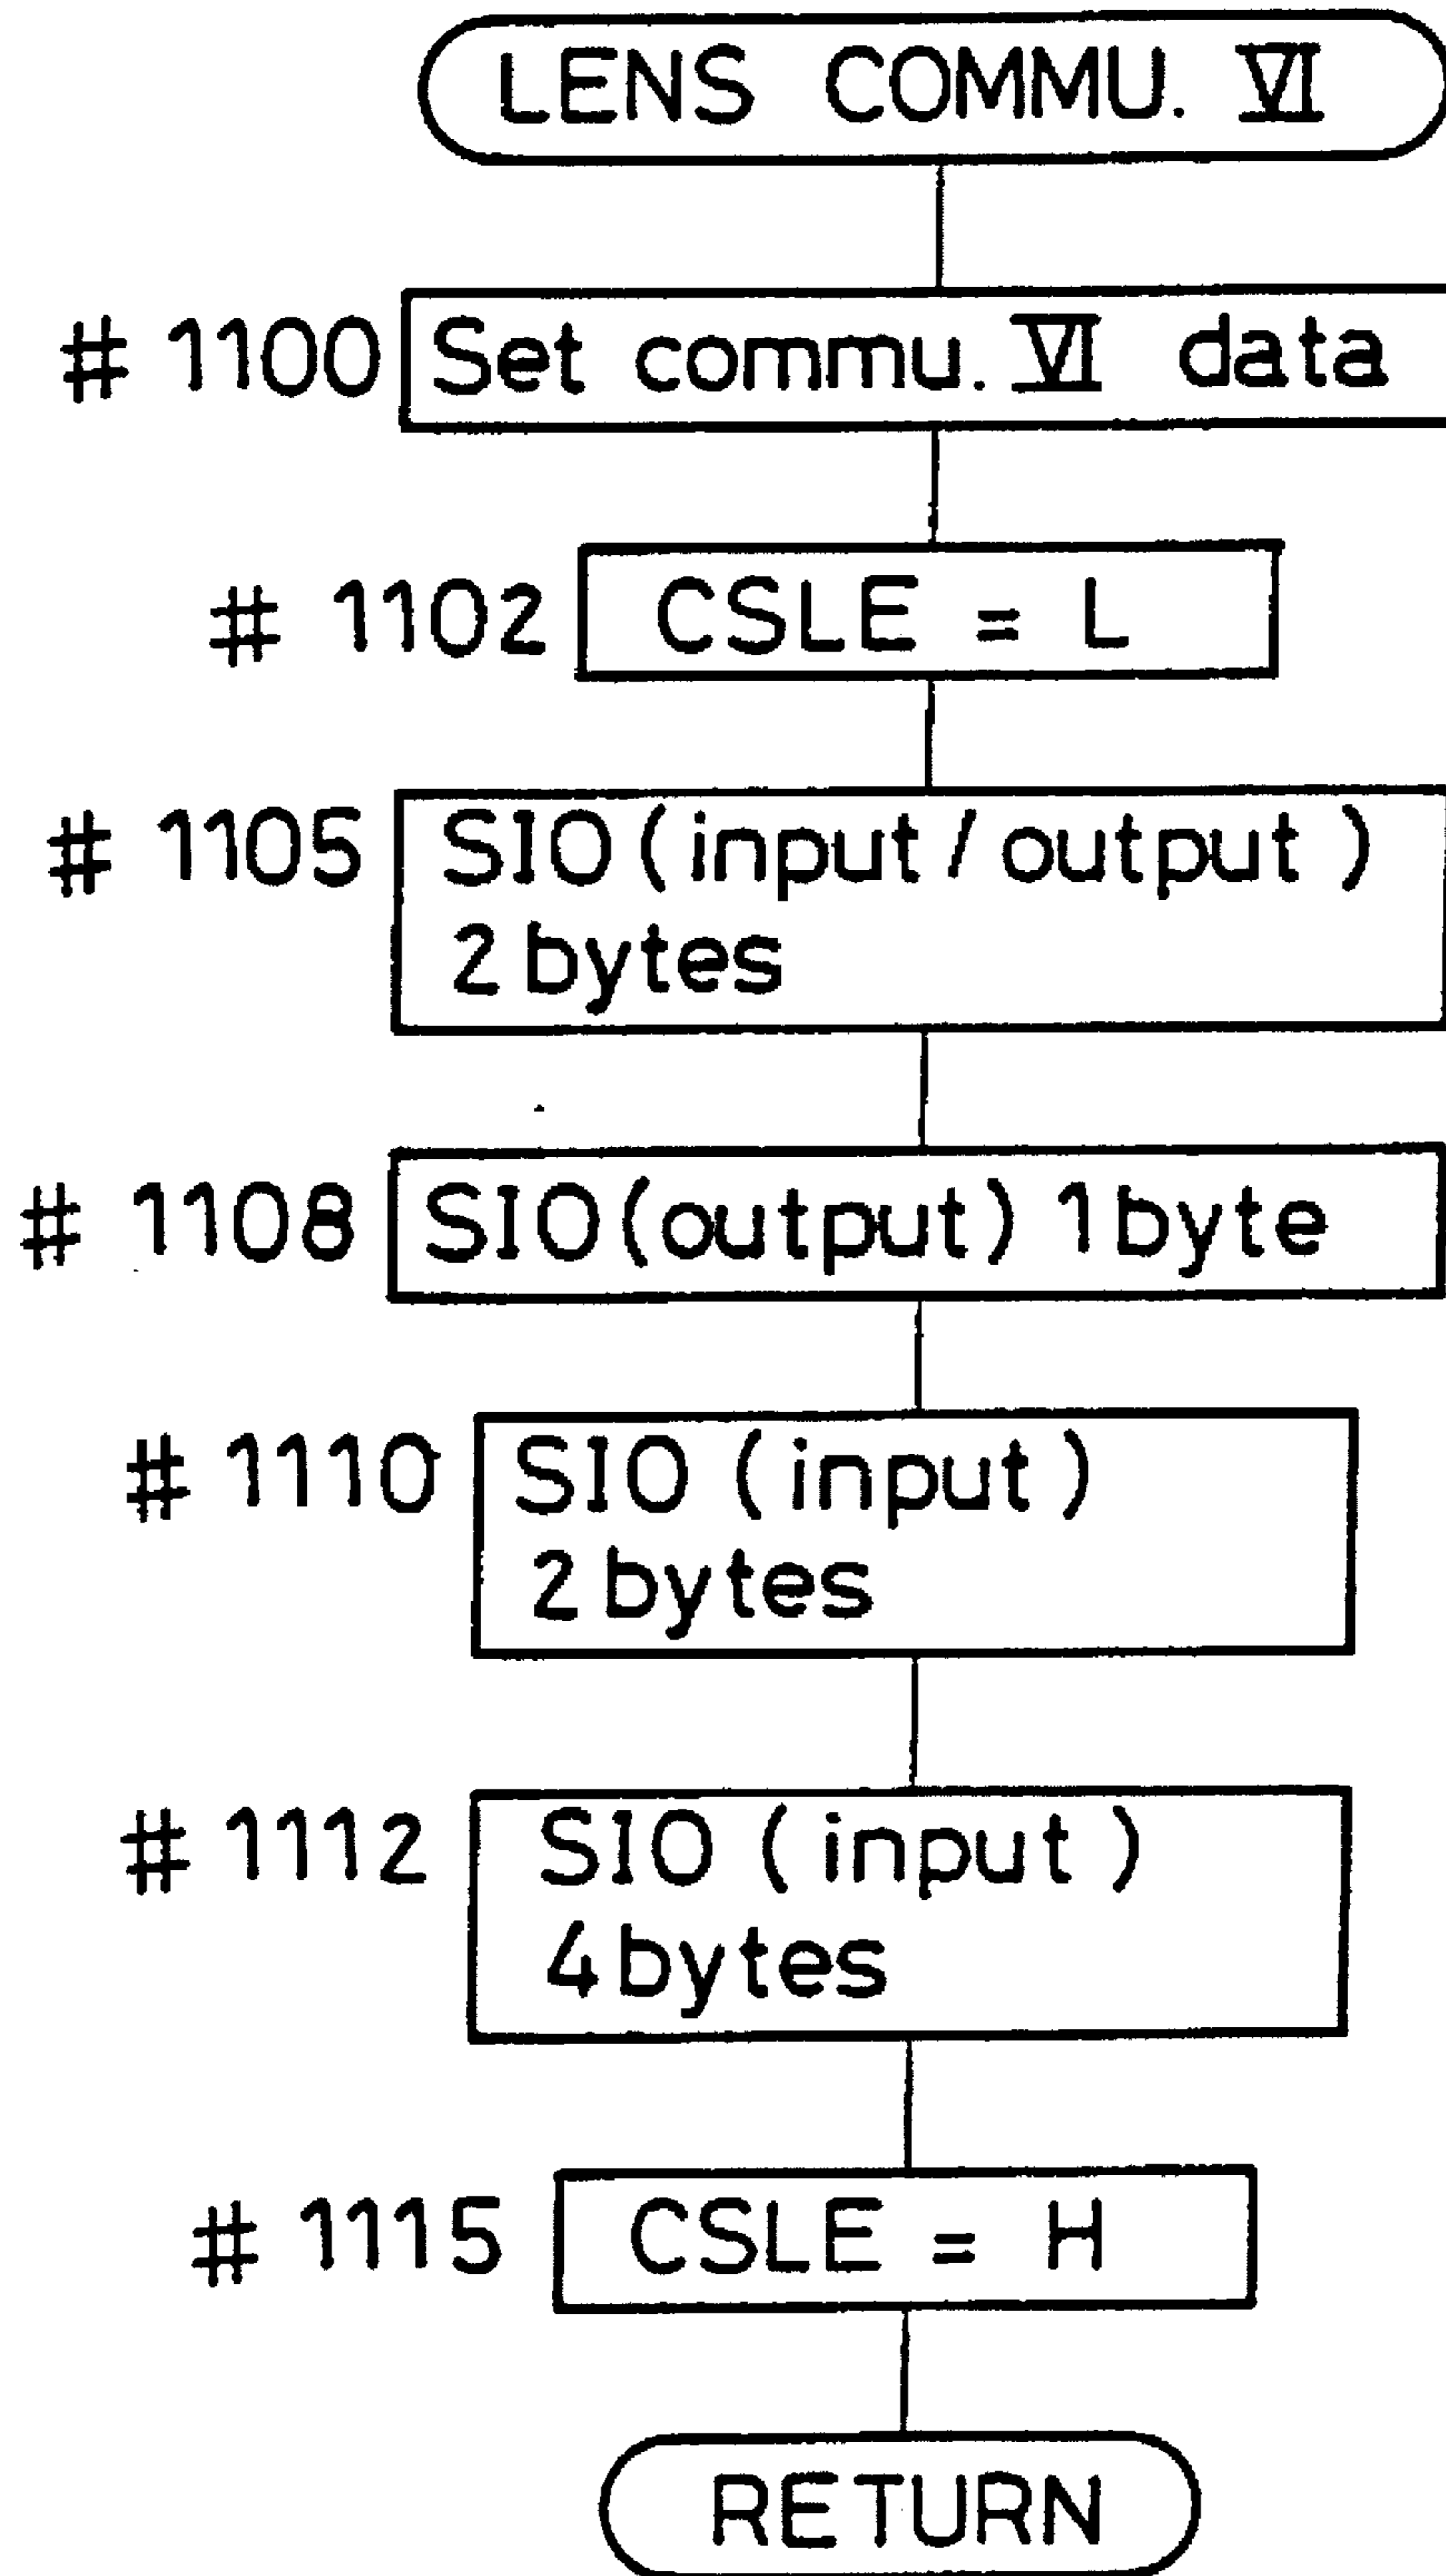 LENS COMMU. VI
# 1100 Set commu. VI data
# 1102 CSLE = L
# 1105 SIO (input / output)
2 bytes
# 1108 SIO (output) 1 byte
# 1110 SIO (input)
2 bytes
# 1112 SIO (input)
4 bytes
# 1115 CSLE = H
RETURN